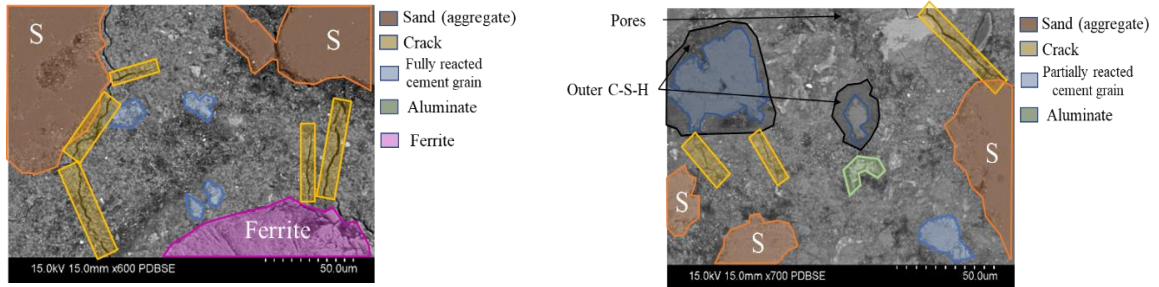 S
S
Ferrite
15.0kV 15.0mm x600 PDBSE
50.0um
Sand (aggregate)
Crack
Fully reacted
cement grain
Aluminate
Ferrite
Pores
Outer C-S-H
S
S
S
15.0kV 15.0mm x700 PDBSE
50.0um
Sand (aggregate)
Crack
Partially reacted
cement grain
Aluminate